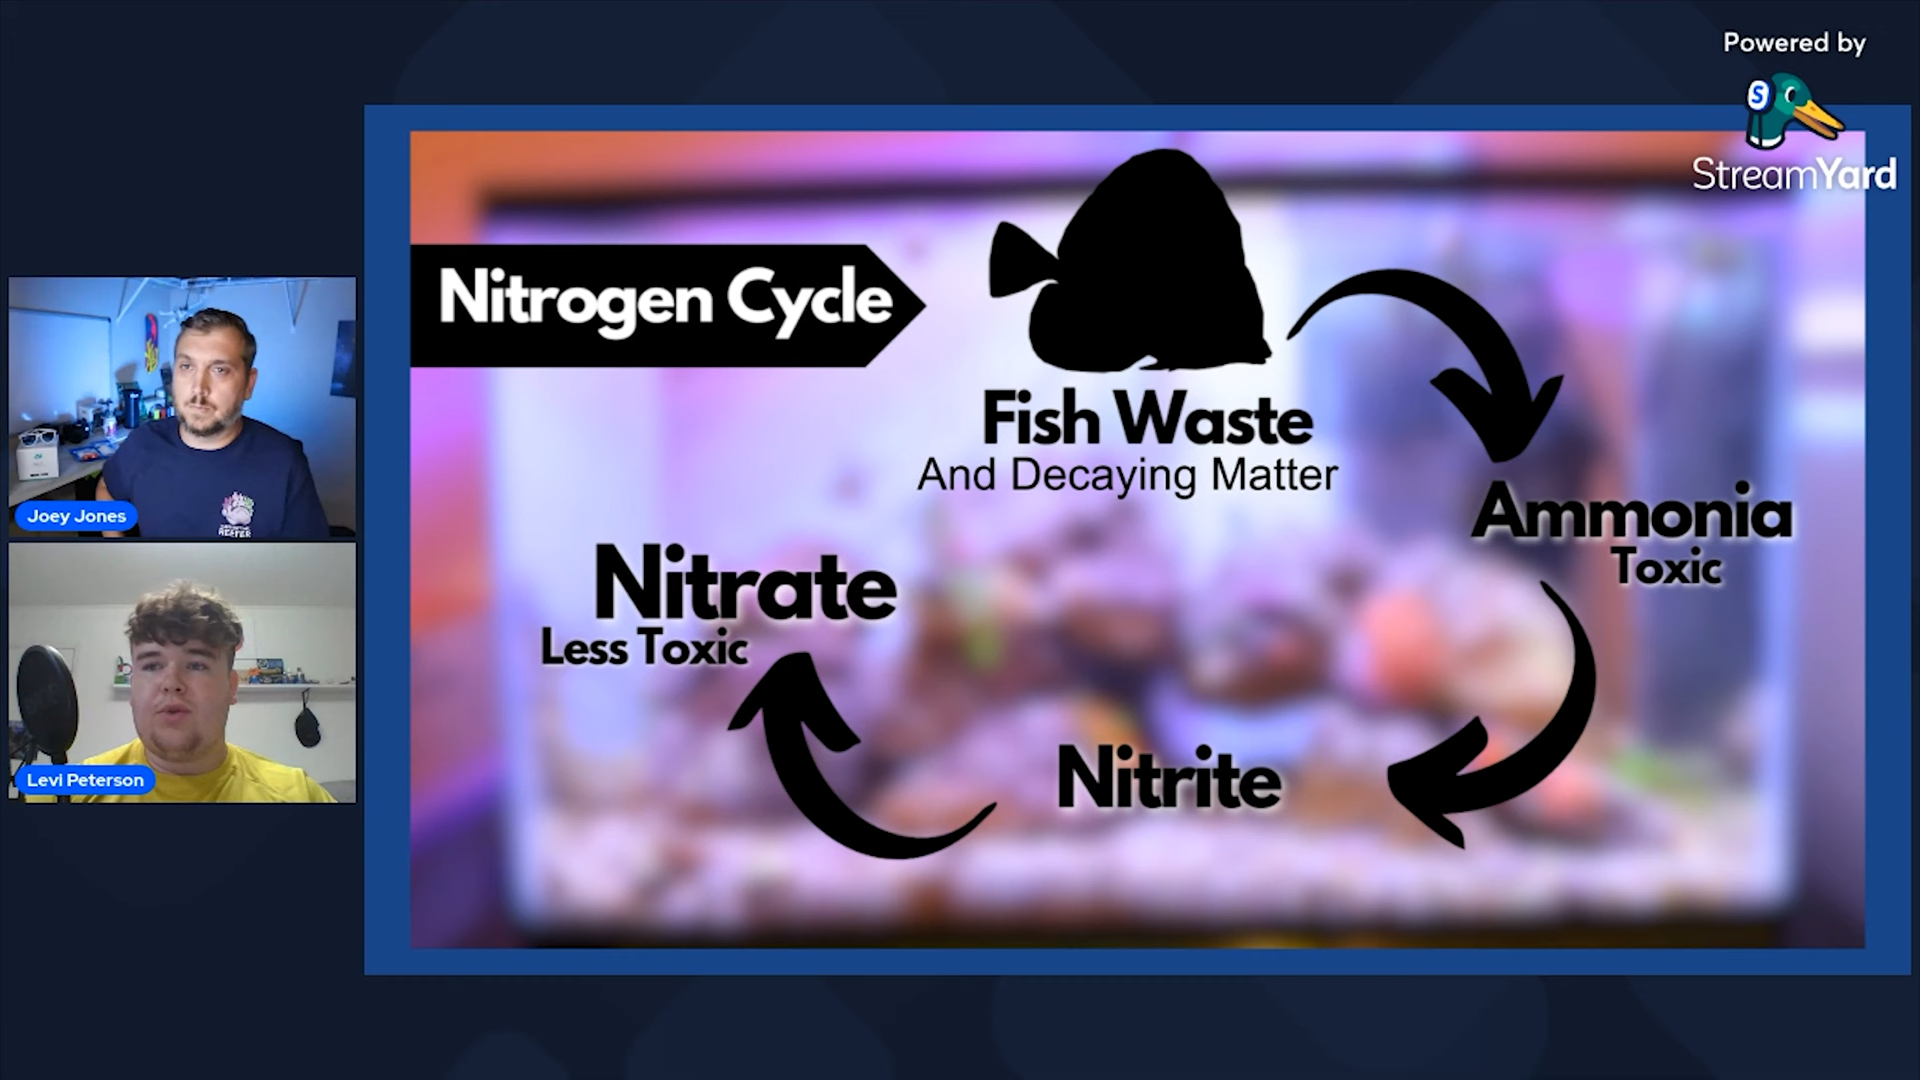 Powered by
S
StreamYard
Nitrogen Cycle
Fish Waste
And Decaying Matter
Ammonia
Toxic
Nitrate
Less Toxic
Nitrite
Joey Jones
REEFER
Levi Peterson